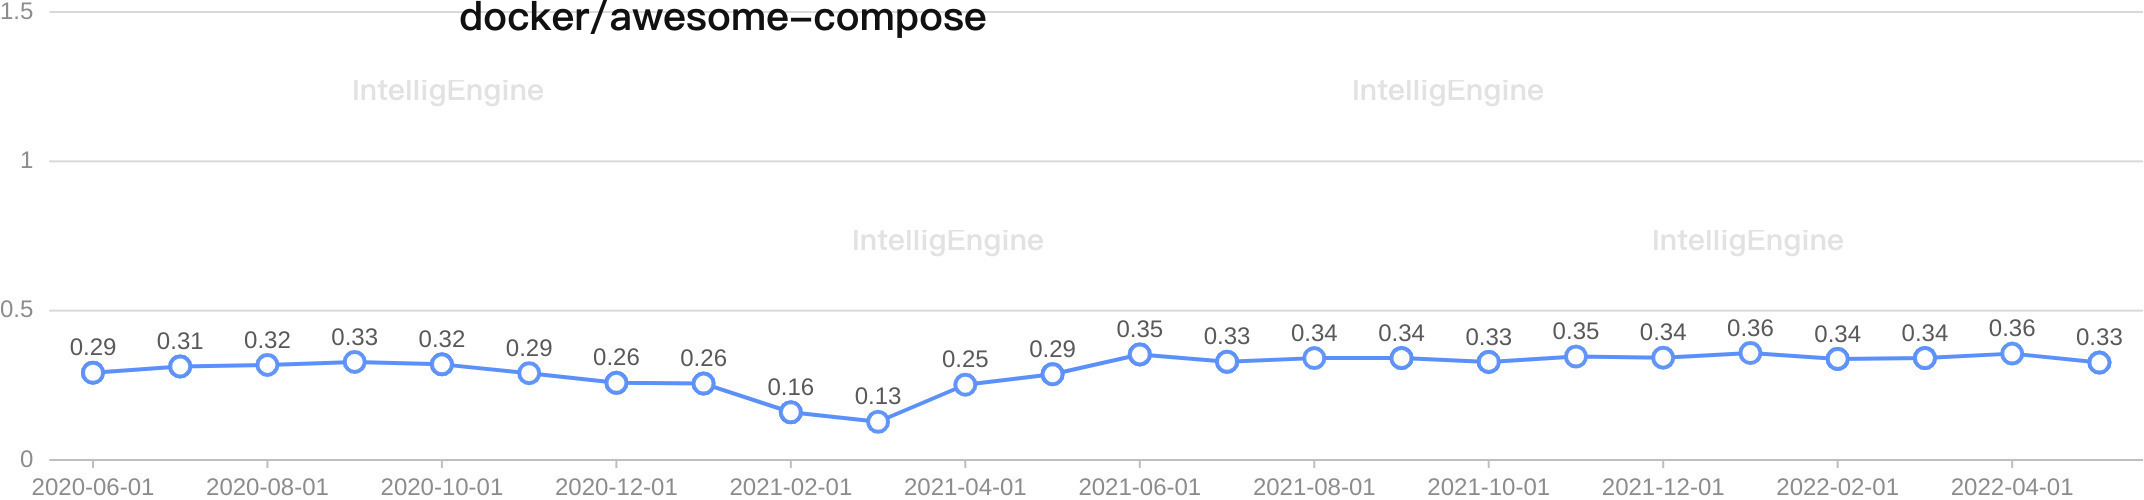 docker/awesome-compose
1.5
IntelligEngine IntelligEngine
1
IntelligEngine IntelligEngine
0.5
0.29 0.31 0.32 0.33 0.32 0.29 0.26 0.26 0.16 0.13 0.25 0.29 0.35 0.33 0.34 0.34 0.33 0.35 0.34 0.36 0.34 0.34 0.36 0.33
0
2020-06-01 2020-08-01 2020-10-01 2020-12-01 2021-02-01 2021-04-01 2021-06-01 2021-08-01 2021-10-01 2021-12-01 2022-02-01 2022-04-01